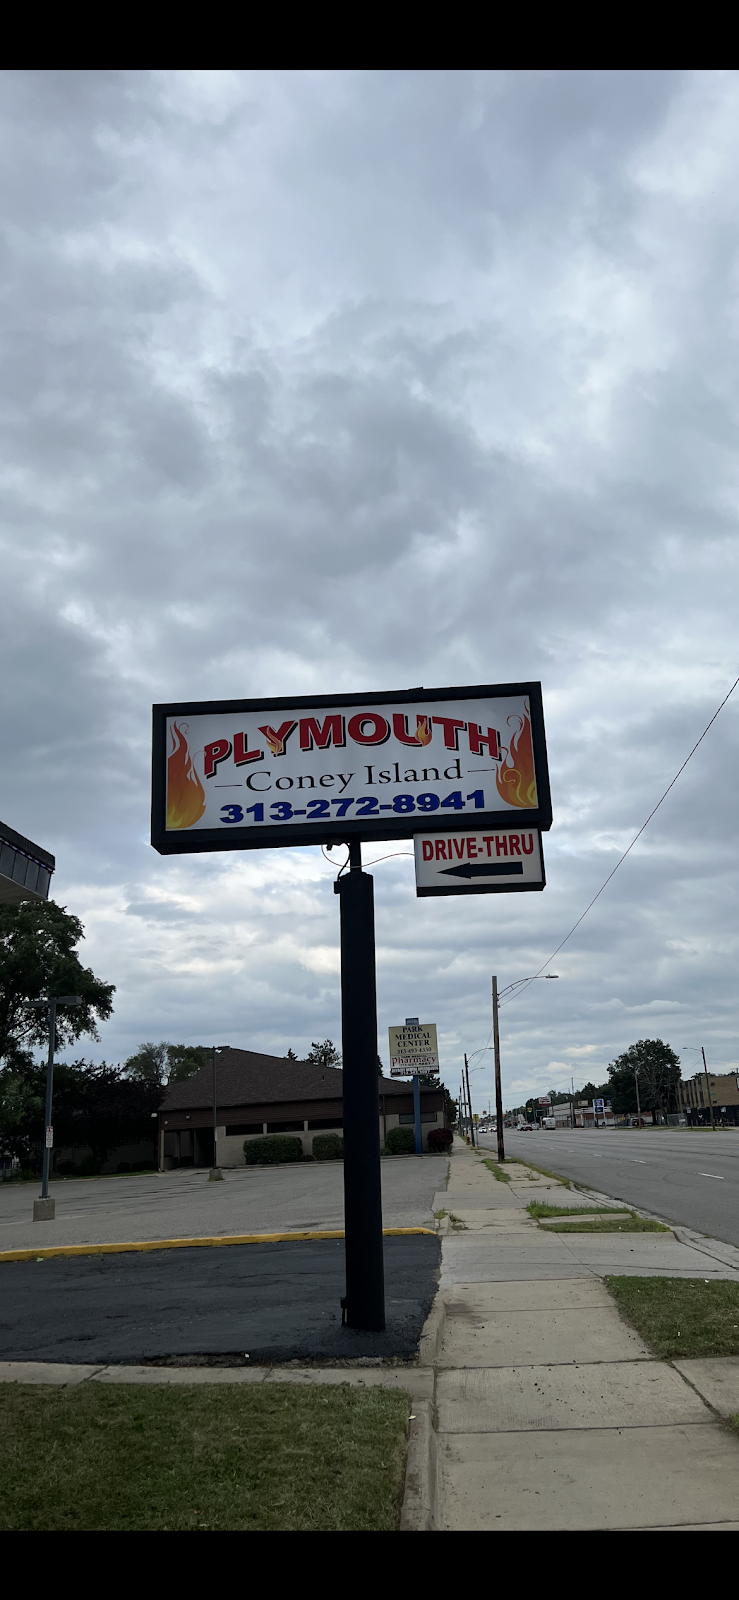 PLYMOUTH
Coney Island
313-272-8941
DRIVE-THRU
PARK
MEDICAL
CENTER
Pharmacy